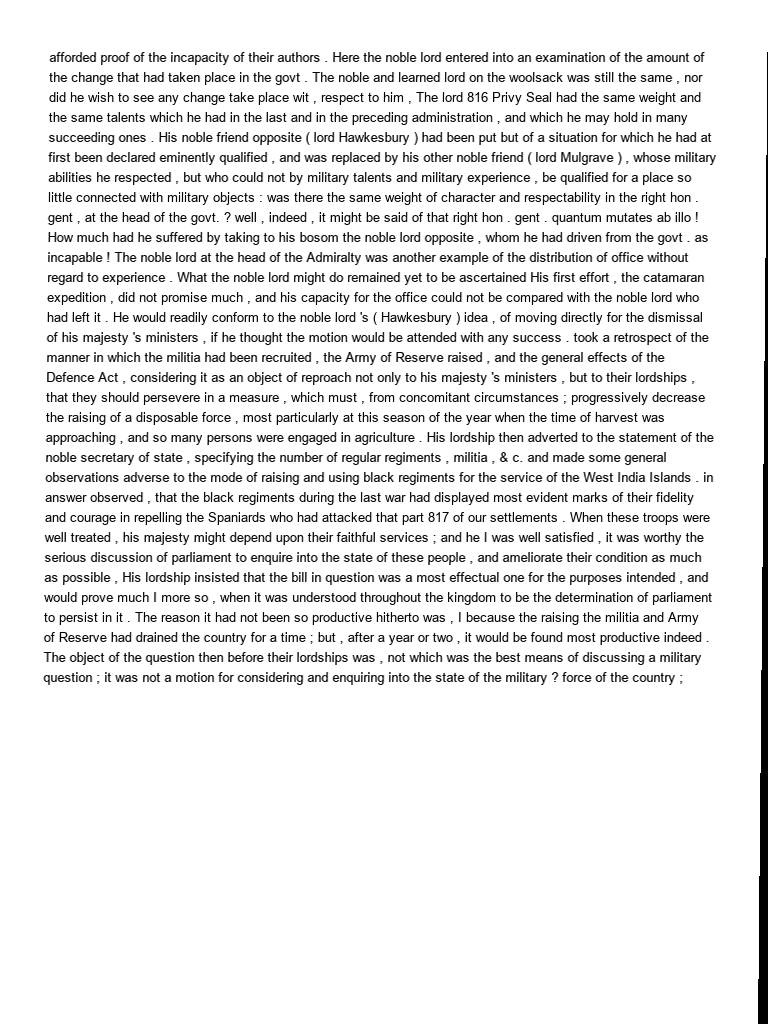 afforded proof of the incapacity of their authors . Here the noble lord entered into an examination of the amount of
the change that had taken place in the govt . The noble and learned lord on the woolsack was still the same , nor
did he wish to see any change take place wit , respect to him , The lord 816 Privy Seal had the same weight and
the same talents which he had in the last and in the preceding administration , and which he may hold in many
succeeding ones . His noble friend opposite ( lord Hawkesbury ) had been put but of a situation for which he had at
first been declared eminently qualified , and was replaced by his other noble friend ( lord Mulgrave ) , whose military
abilities he respected , but who could not by military talents and military experience , be qualified for a place so
little connected with military objects : was there the same weight of character and respectability in the right hon .
gent , at the head of the govt. ? well , indeed , it might be said of that right hon . gent . quantum mutates ab illo !
How much had he suffered by taking to his bosom the noble lord opposite , whom he had driven from the govt . as
incapable ! The noble lord at the head of the Admiralty was another example of the distribution of office without
regard to experience . What the noble lord might do remained yet to be ascertained His first effort , the catamaran
expedition , did not promise much , and his capacity for the office could not be compared with the noble lord who
had left it . He would readily conform to the noble lord 's ( Hawkesbury ) idea , of moving directly for the dismissal
of his majesty 's ministers , if he thought the motion would be attended with any success . took a retrospect of the
manner in which the militia had been recruited , the Army of Reserve raised , and the general effects of the
Defence Act , considering it as an object of reproach not only to his majesty 's ministers , but to their lordships ,
that they should persevere in a measure , which must , from concomitant circumstances ; progressively decrease
the raising of a disposable force , most particularly at this season of the year when the time of harvest was
approaching , and so many persons were engaged in agriculture . His lordship then adverted to the statement of the
noble secretary of state , specifying the number of regular regiments , militia , & c. and made some general
observations adverse to the mode of raising and using black regiments for the service of the West India Islands . in
answer observed , that the black regiments during the last war had displayed most evident marks of their fidelity
and courage in repelling the Spaniards who had attacked that part 817 of our settlements . When these troops were
well treated , his majesty might depend upon their faithful services ; and he I was well satisfied , it was worthy the
serious discussion of parliament to enquire into the state of these people , and ameliorate their condition as much
as possible , His lordship insisted that the bill in question was a most effectual one for the purposes intended , and
would prove much I more so , when it was understood throughout the kingdom to be the determination of parliament
to persist in it . The reason it had not been so productive hitherto was , I because the raising the militia and Army
of Reserve had drained the country for a time ; but , after a year or two , it would be found most productive indeed .
The object of the question then before their lordships was , not which was the best means of discussing a military
question ; it was not a motion for considering and enquiring into the state of the military ? force of the country ;